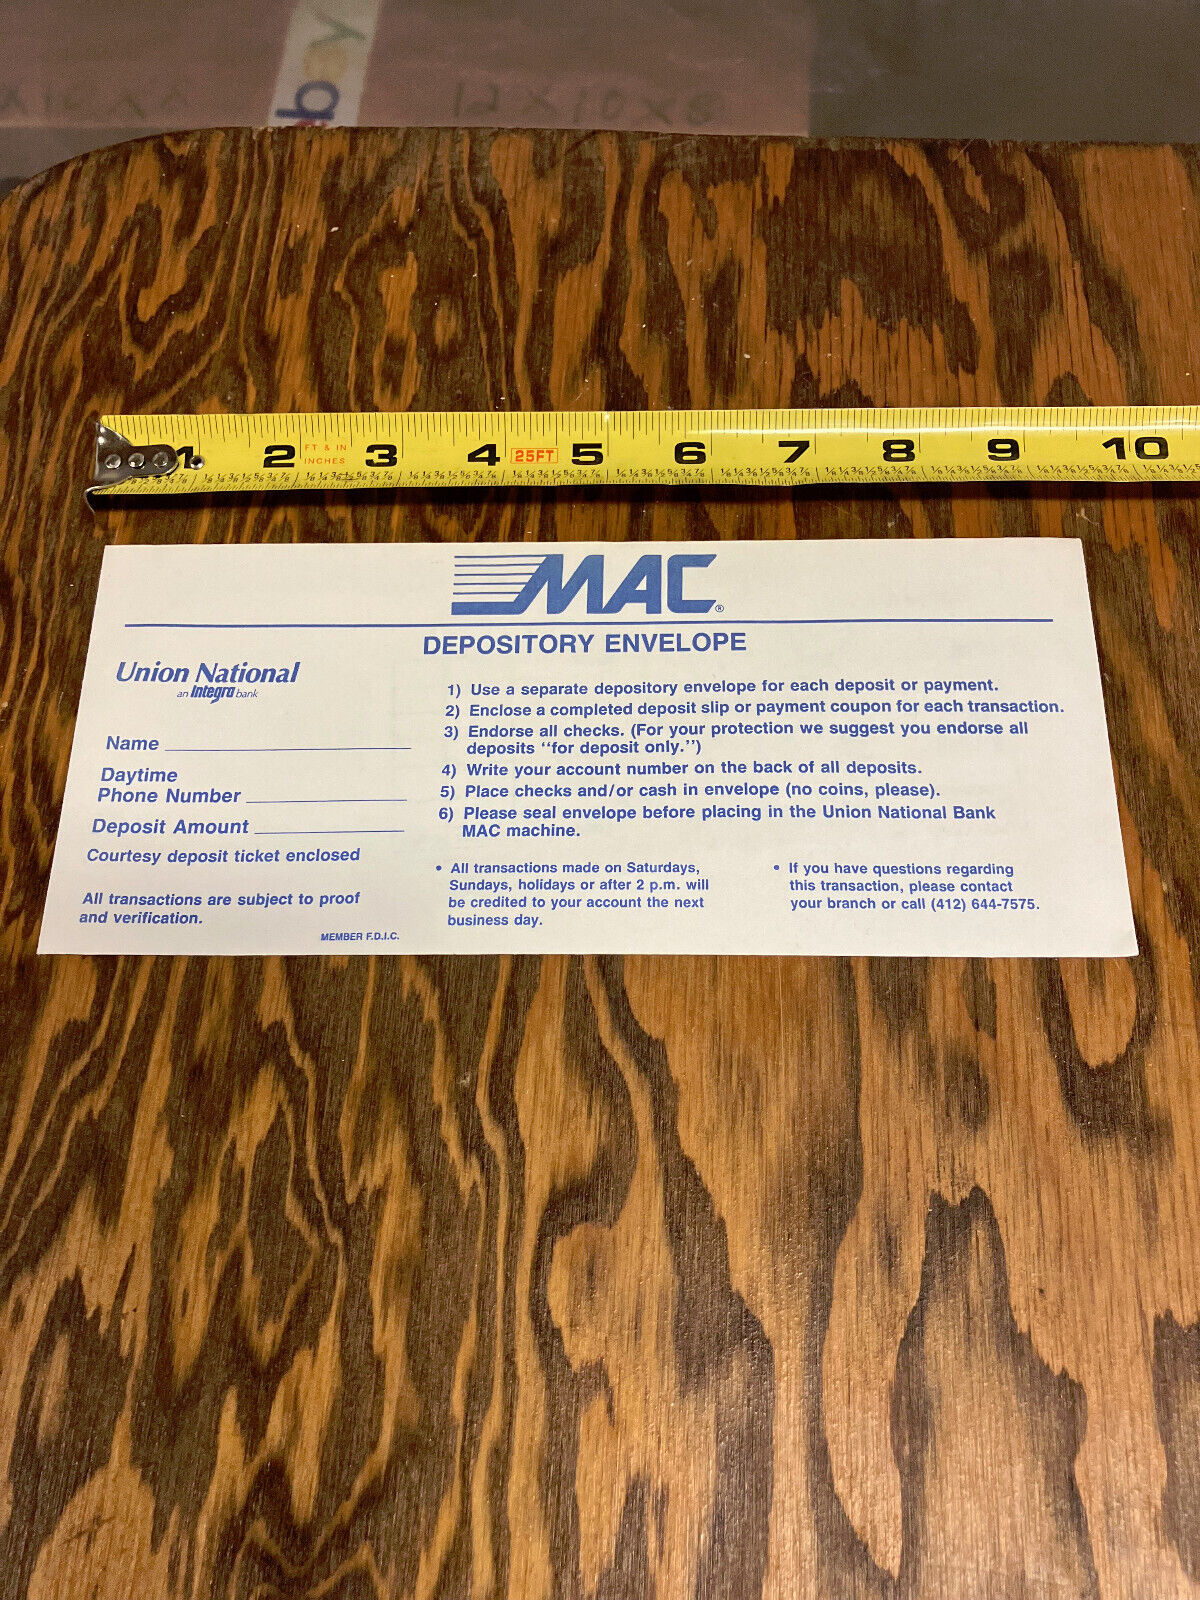 ebay
12x10x8
1 2 FT & IN INCHES 3 4 25FT 5 6 7 8 9 10
MAC®
DEPOSITORY ENVELOPE
Union National
an Integra bank
Name
Daytime
Phone Number
Deposit Amount
Courtesy deposit ticket enclosed
All transactions are subject to proof
and verification.
MEMBER F.D.I.C.
1) Use a separate depository envelope for each deposit or payment.
2) Enclose a completed deposit slip or payment coupon for each transaction.
3) Endorse all checks. (For your protection we suggest you endorse all
deposits "for deposit only.")
4) Write your account number on the back of all deposits.
5) Place checks and/or cash in envelope (no coins, please).
6) Please seal envelope before placing in the Union National Bank
MAC machine.
• All transactions made on Saturdays,
Sundays, holidays or after 2 p.m. will
be credited to your account the next
business day.
• If you have questions regarding
this transaction, please contact
your branch or call (412) 644-7575.